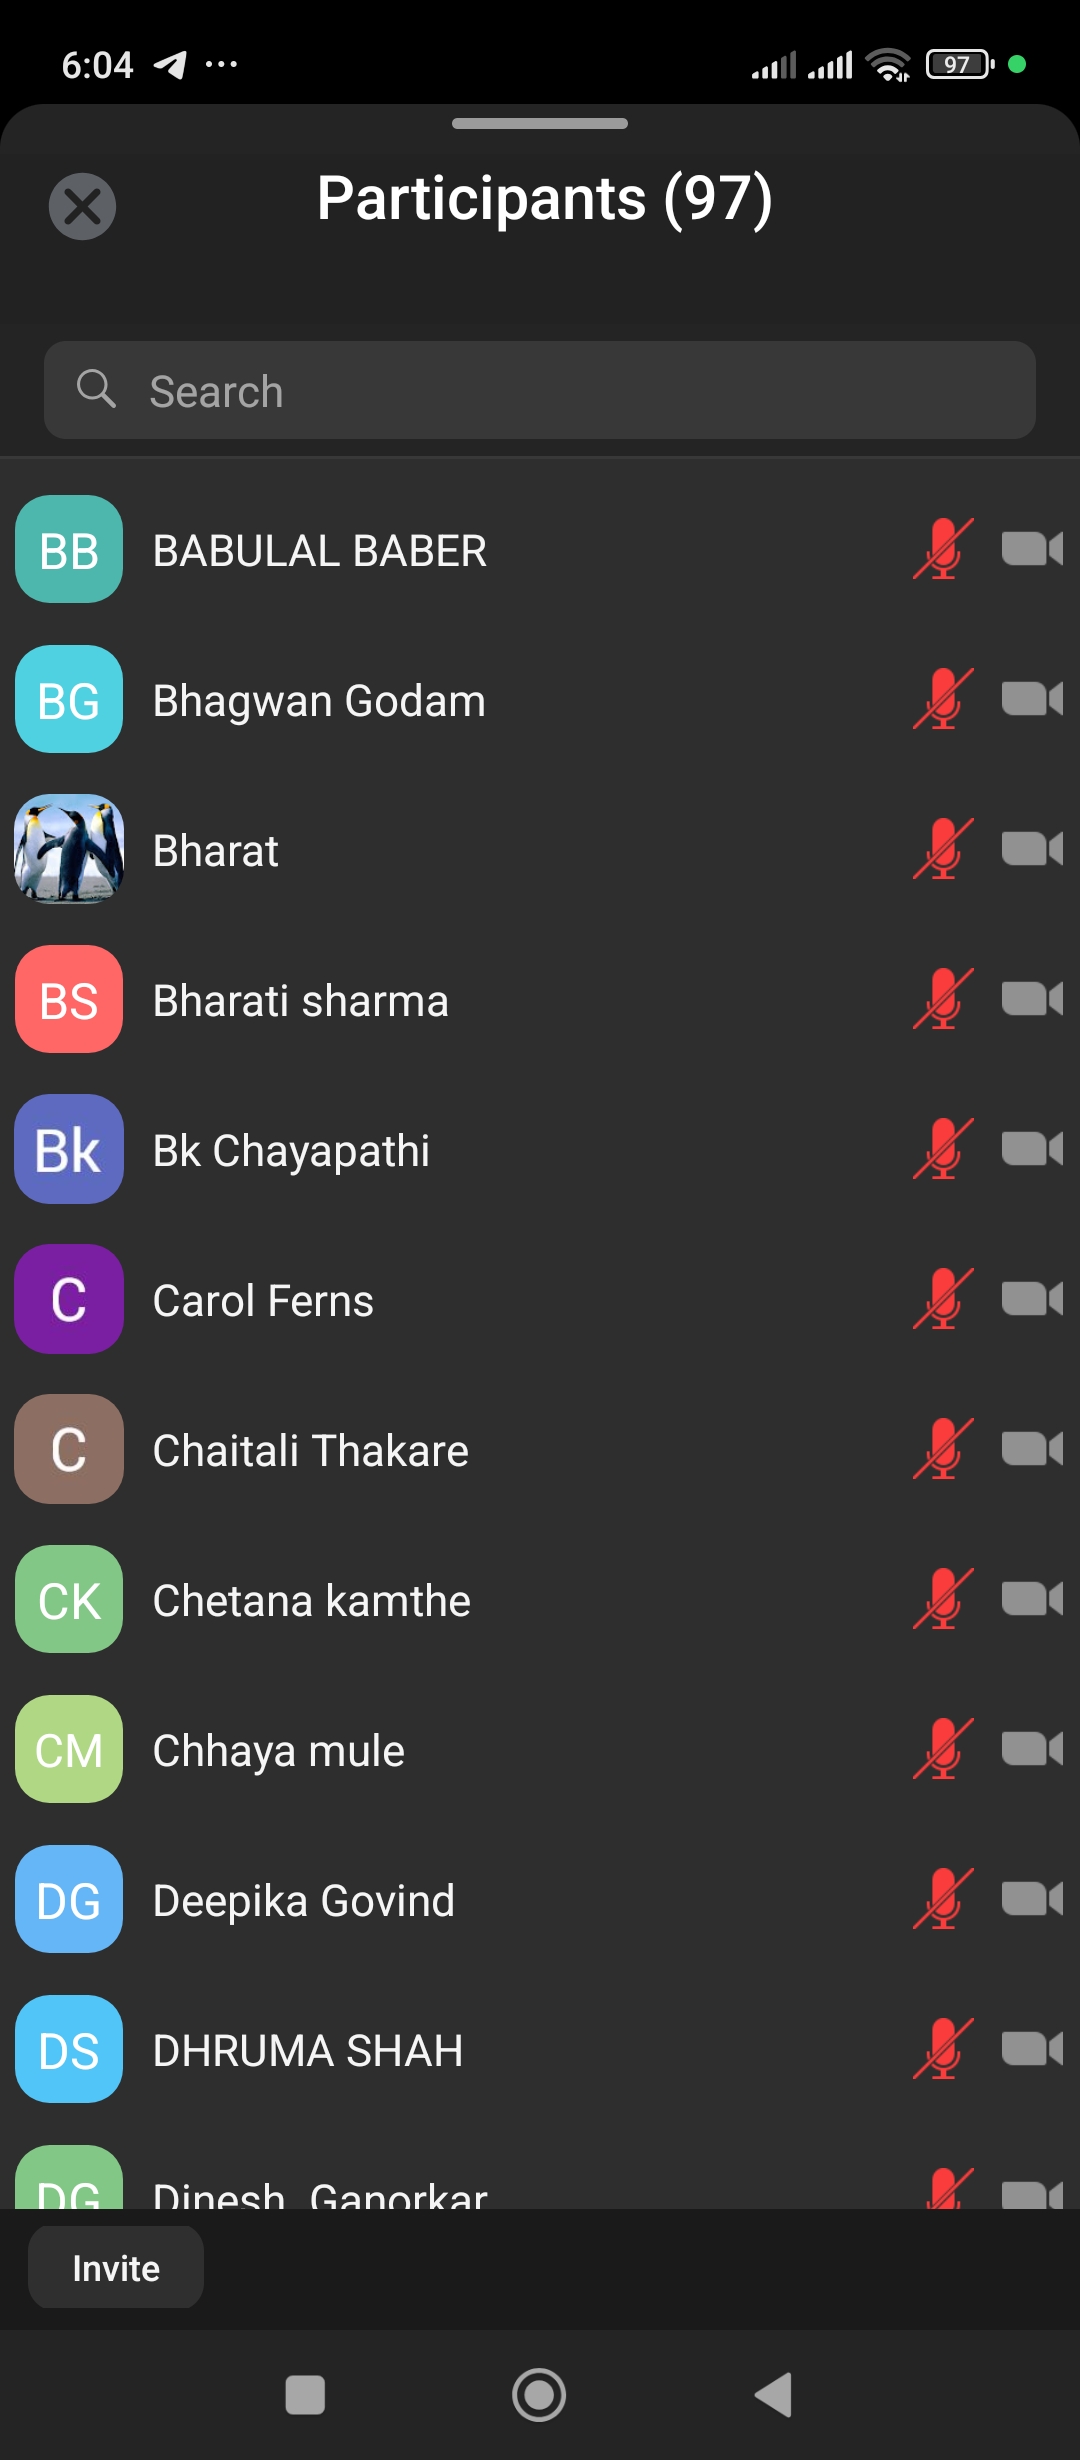 6:04
97
Participants (97)
Search
BB BABULAL BABER
BG Bhagwan Godam
Bharat
BS Bharati sharma
Bk Bk Chayapathi
C Carol Ferns
C Chaitali Thakare
CK Chetana kamthe
CM Chhaya mule
DG Deepika Govind
DS DHRUMA SHAH
DG Dinesh Ganorkar
Invite